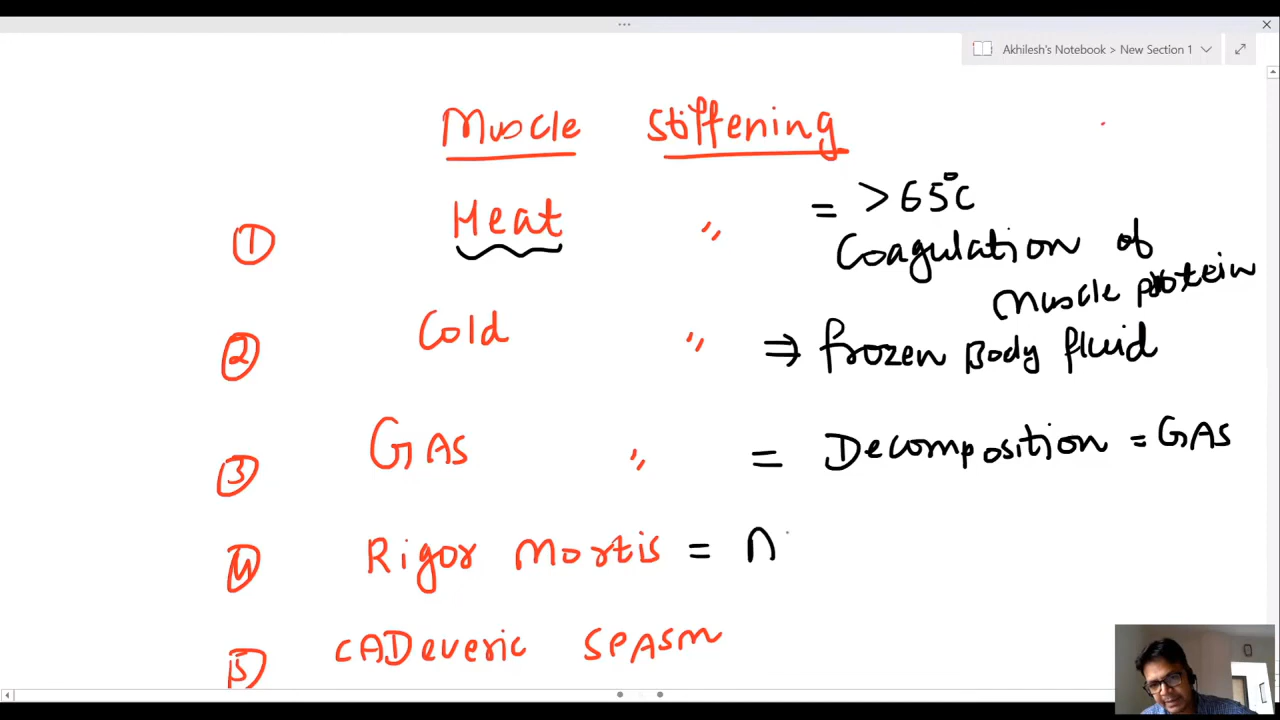 Akhilesh's Notebook > New Section 1
Muscle Stiffening
① Heat " = >65°C
Coagulation of
Muscle protein
② Cold " ⇒ frozen Body fluid
③ GAS " = Decomposition = GAS
④ Rigor Mortis = n
⑤ CADeveric SPASM